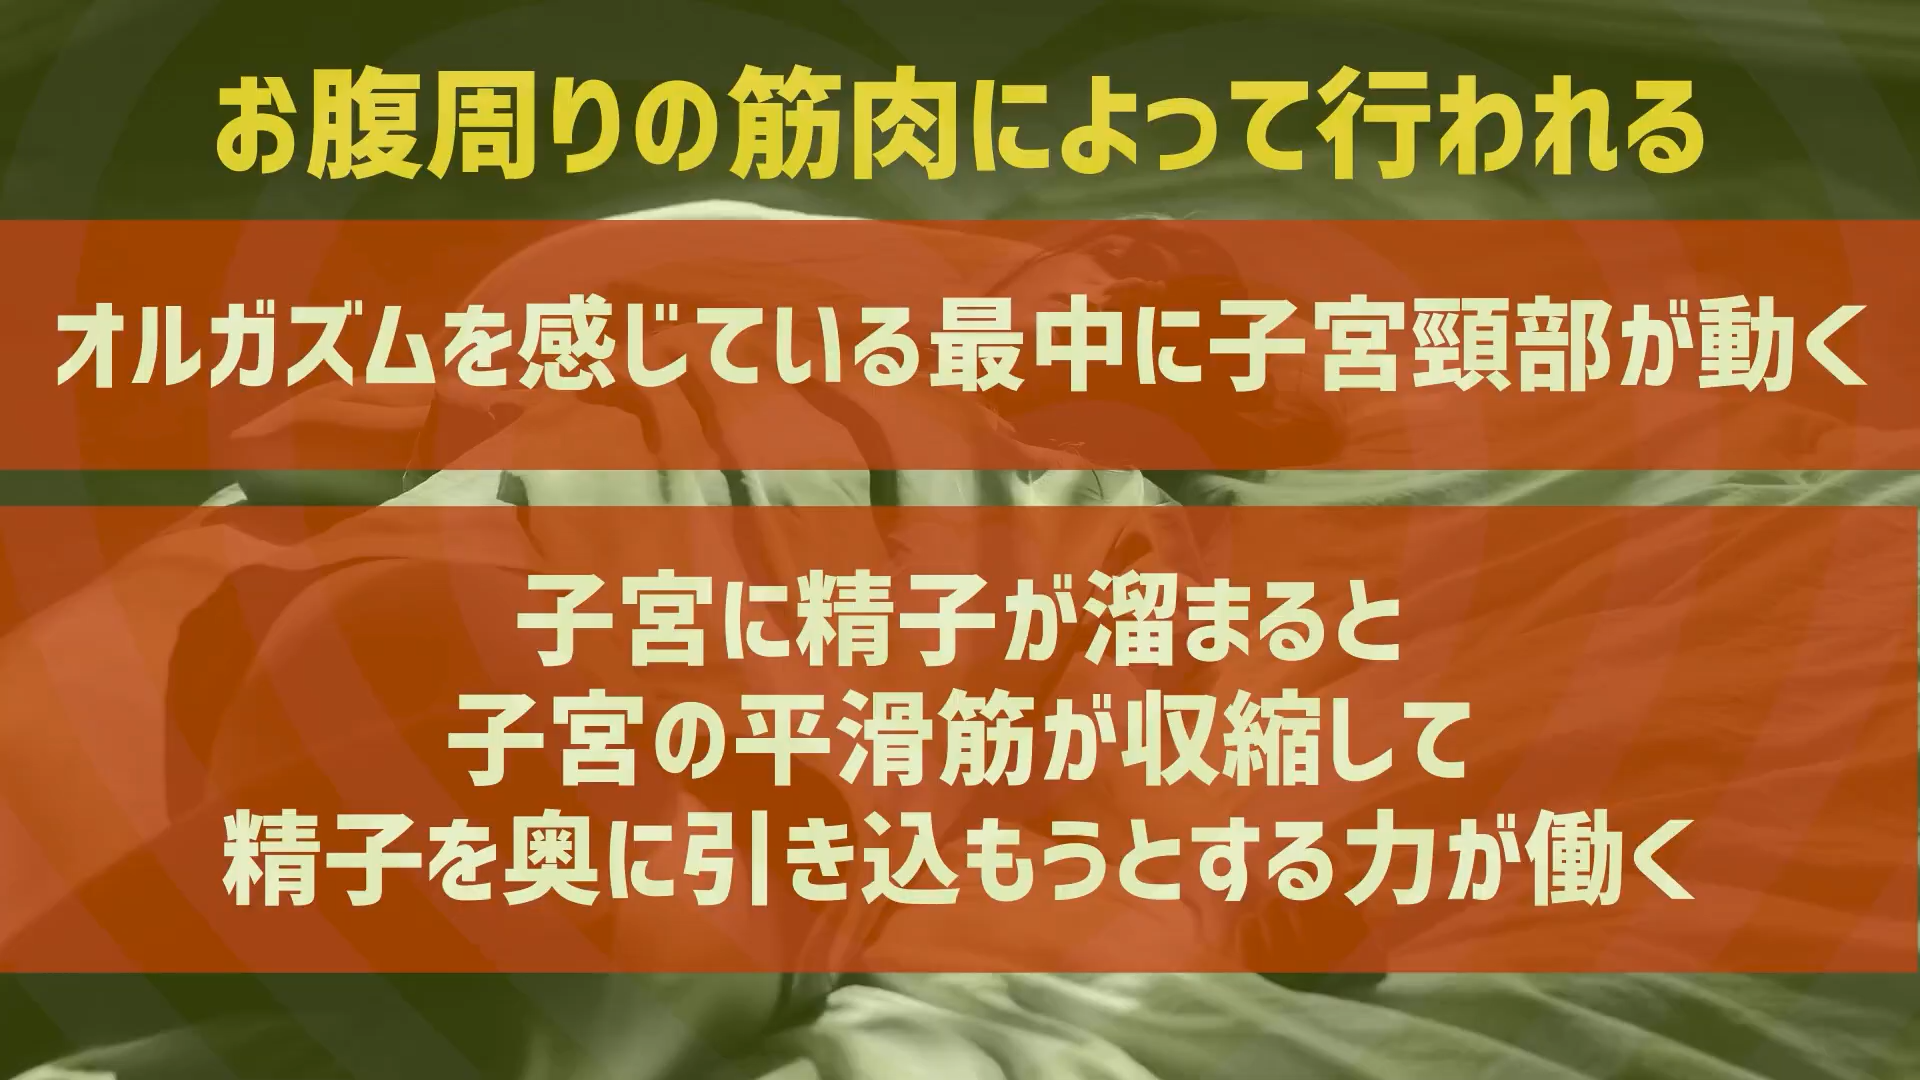 お腹周りの筋肉によって行われる
オルガズムを感じている最中に子宮頸部が動く
子宮に精子が溜まると
子宮の平滑筋が収縮して
精子を奥に引き込もうとする力が働く